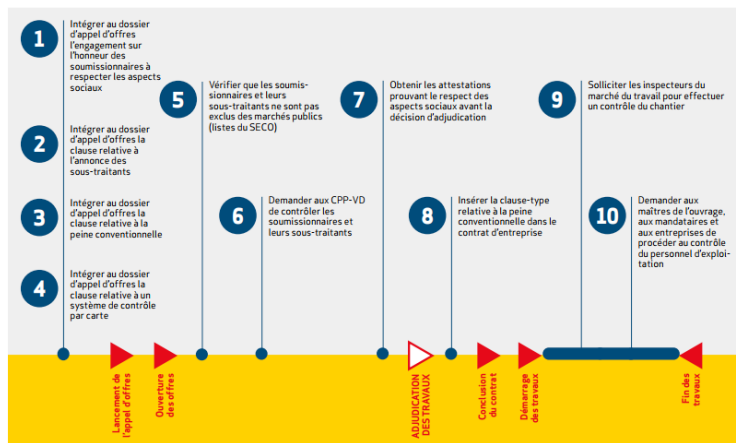 1
Intégrer au dossier
d'appel d'offres
l'engagement sur
l'honneur des
soumissionnaires à
respecter les aspects
sociaux
2
Intégrer au dossier
d'appel d'offres la
clause relative à
l'annonce des
sous-traitants
3
Intégrer au dossier
d'appel d'offres la
clause relative à la
peine conventionnelle
4
Intégrer au dossier
d'appel d'offres la
clause relative à un
système de contrôle
par carte
5
Vérifier que les soumis-
sionnaires et leurs
sous-traitants ne sont pas
exclus des marchés publics
(listes du SECO)
6
Demander aux CPP-VD
de contrôler les
soumissionnaires et
leurs sous-traitants
7
Obtenir les attestations
prouvant le respect des
aspects sociaux avant la
décision d'adjudication
8
Insérer la clause-type
relative à la peine
conventionnelle dans le
contrat d'entreprise
9
Solliciter les inspecteurs du
marché du travail pour effectuer
un contrôle du chantier
10
Demander aux
maîtres de l'ouvrage,
aux mandataires et
aux entreprises de
procéder au contrôle
du personnel d'exploi-
tation
Lancement de
l'appel d'offres
Ouverture
des offres
ADJUDICATION
DES TRAVAUX
Conclusion
du contrat
Démarrage
des travaux
Fin des
travaux